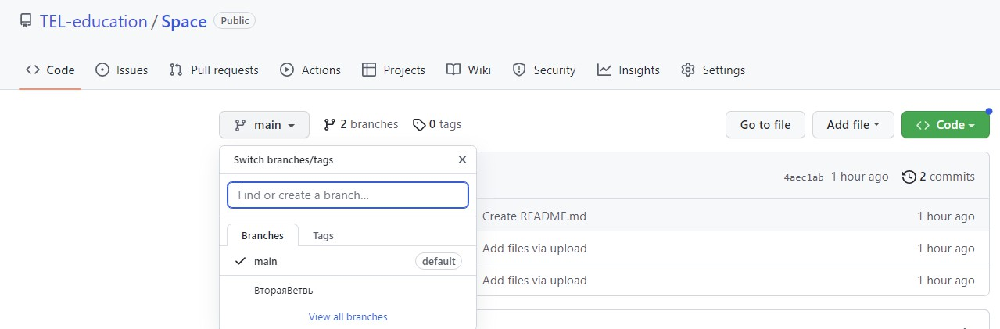 TEL-education / Space Public
Code Issues Pull requests Actions Projects Wiki Security Insights Settings
main 2 branches 0 tags Go to file Add file Code
Switch branches/tags
Find or create a branch...
Branches Tags
main default
ВтораяВетвь
View all branches
4aec1ab 1 hour ago 2 commits
Create README.md 1 hour ago
Add files via upload 1 hour ago
Add files via upload 1 hour ago